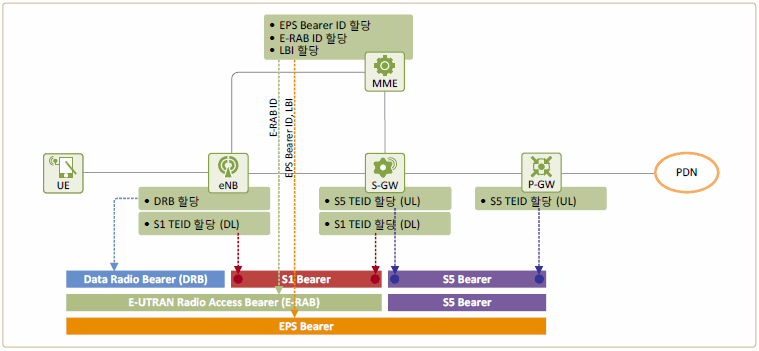 • EPS Bearer ID 할당
• E-RAB ID 할당
• LBI 할당
MME
E-RAB ID
EPS Bearer ID, LBI
UE
eNB
S-GW
P-GW
PDN
• DRB 할당
• S1 TEID 할당 (DL)
• S5 TEID 할당 (UL)
• S1 TEID 할당 (DL)
• S5 TEID 할당 (UL)
Data Radio Bearer (DRB)
S1 Bearer
S5 Bearer
E-UTRAN Radio Access Bearer (E-RAB)
S5 Bearer
EPS Bearer